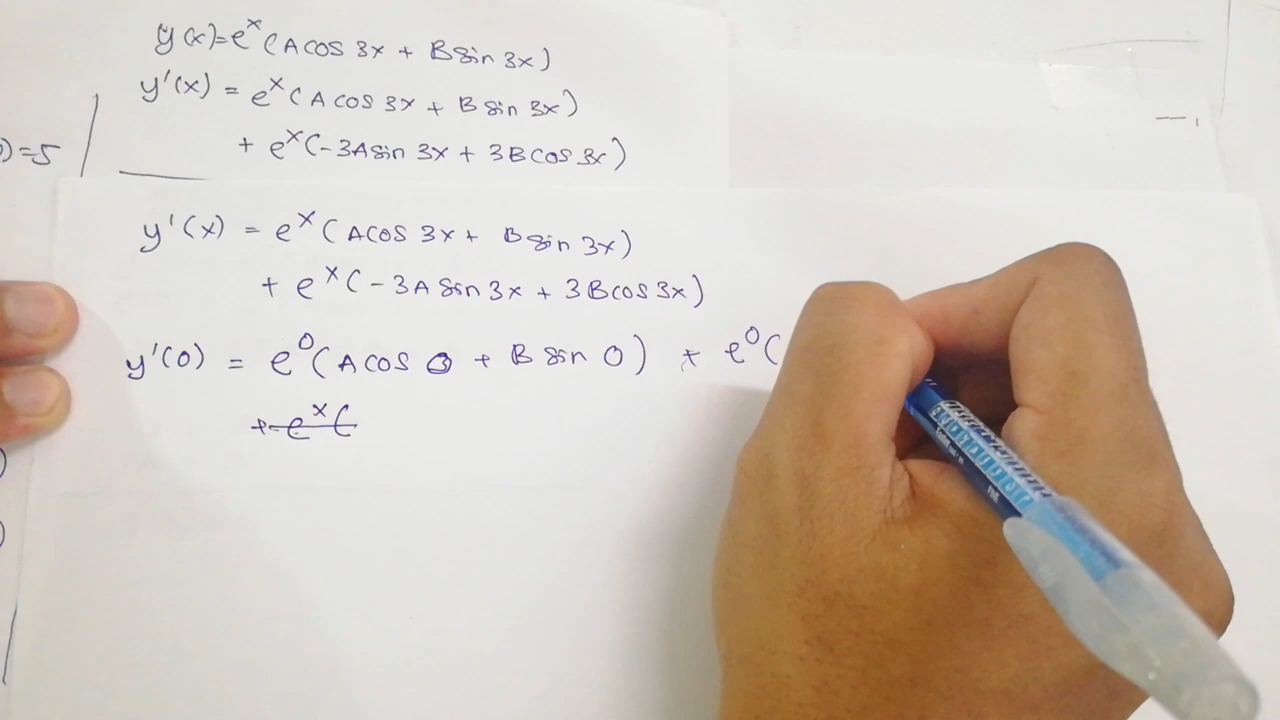 y(x)=e^x(A cos 3x + B sin 3x)
y'(x) = e^x(A cos 3x + B sin 3x)
+ e^x(-3A sin 3x + 3B cos 3x)
)=5
y'(x) = e^x(A cos 3x + B sin 3x)
+ e^x(-3A sin 3x + 3B cos 3x)
y'(0) = e^0(A cos 0 + B sin 0) + e^0(
+ e^x(